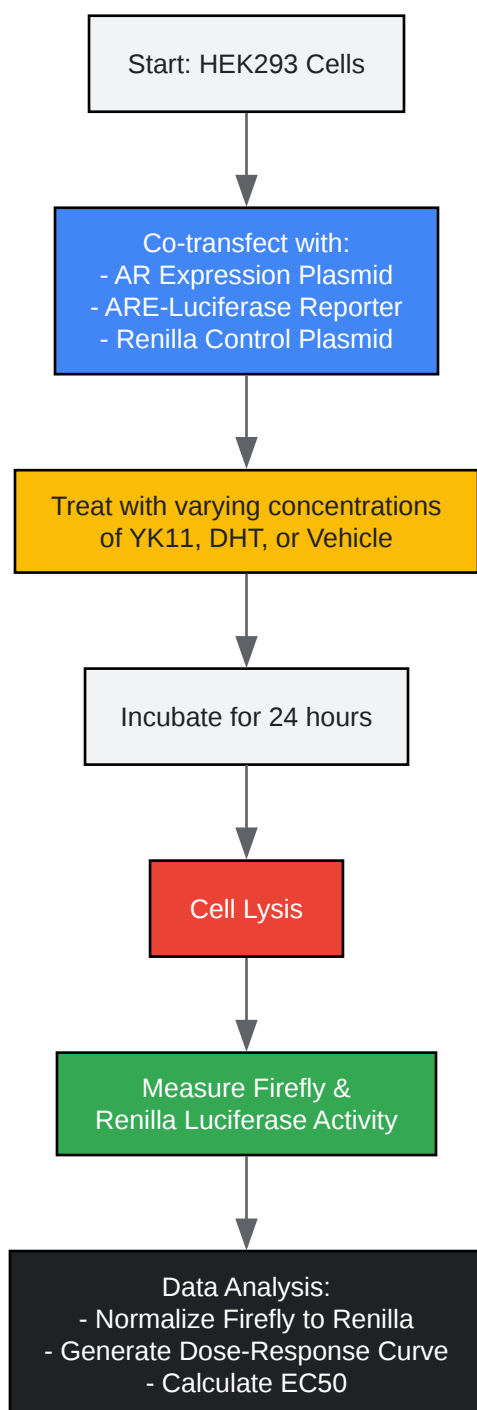 Start: HEK293 Cells
Co-transfect with:
- AR Expression Plasmid
- ARE-Luciferase Reporter
- Renilla Control Plasmid
Treat with varying concentrations
of YK11, DHT, or Vehicle
Incubate for 24 hours
Cell Lysis
Measure Firefly &
Renilla Luciferase Activity
Data Analysis:
- Normalize Firefly to Renilla
- Generate Dose-Response Curve
- Calculate EC50